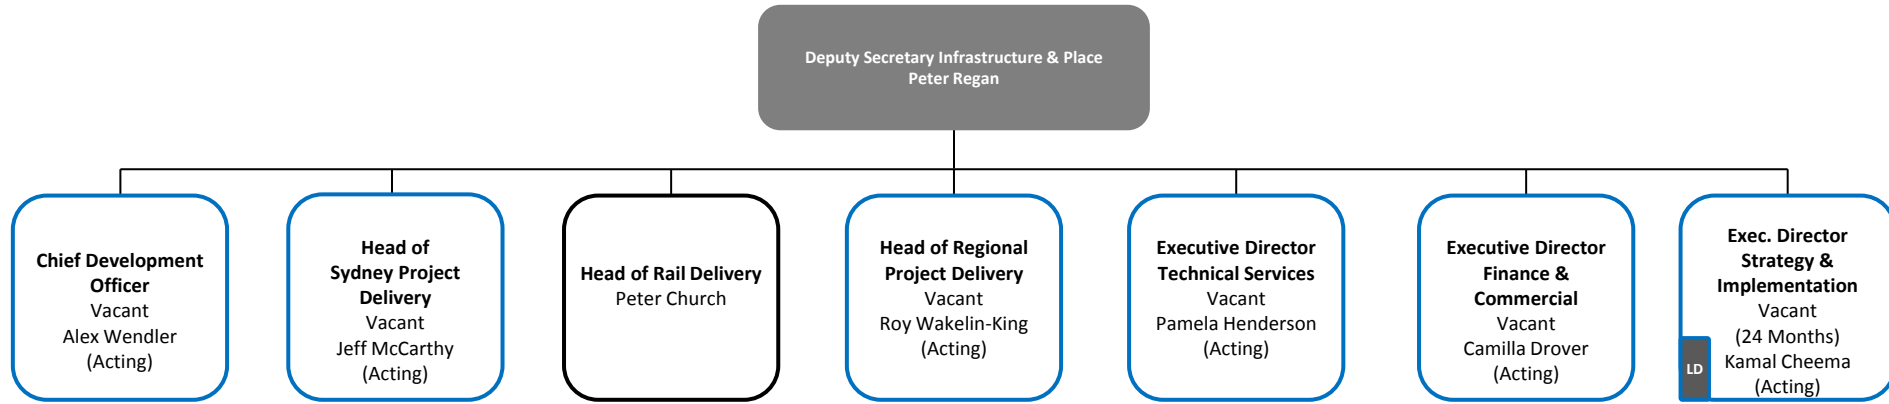 Deputy Secretary Infrastructure & Place
Peter Regan
Chief Development
Officer
Vacant
Alex Wendler
(Acting)
Head of
Sydney Project
Delivery
Vacant
Jeff McCarthy
(Acting)
Head of Rail Delivery
Peter Church
Head of Regional
Project Delivery
Vacant
Roy Wakelin-King
(Acting)
Executive Director
Technical Services
Vacant
Pamela Henderson
(Acting)
Executive Director
Finance &
Commercial
Vacant
Camilla Drover
(Acting)
Exec. Director
Strategy &
Implementation
Vacant
(24 Months)
Kamal Cheema
(Acting)
LD